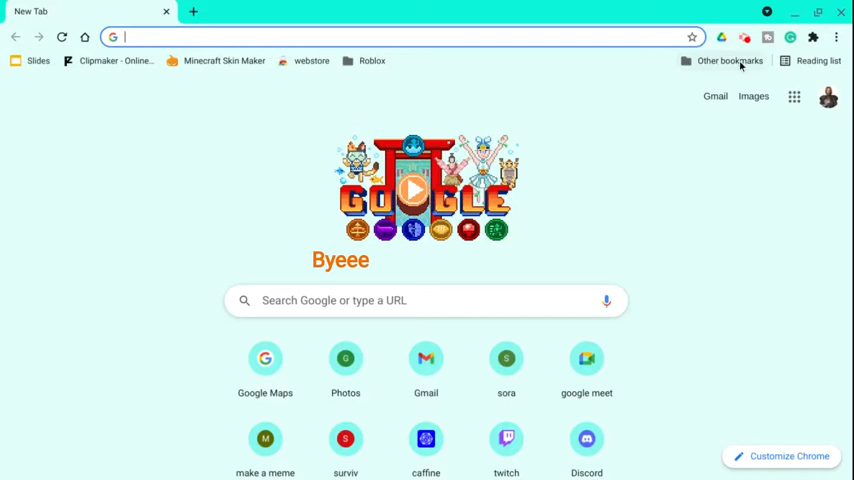 New Tab
Slides
Clipmaker - Online...
Minecraft Skin Maker
webstore
Roblox
Other bookmarks
Reading list
Gmail
Images
GOOGLE
Byeee
Search Google or type a URL
G
S
Google Maps
Photos
Gmail
sora
google meet
M
S
make a meme
surviv
caffine
twitch
Discord
Customize Chrome